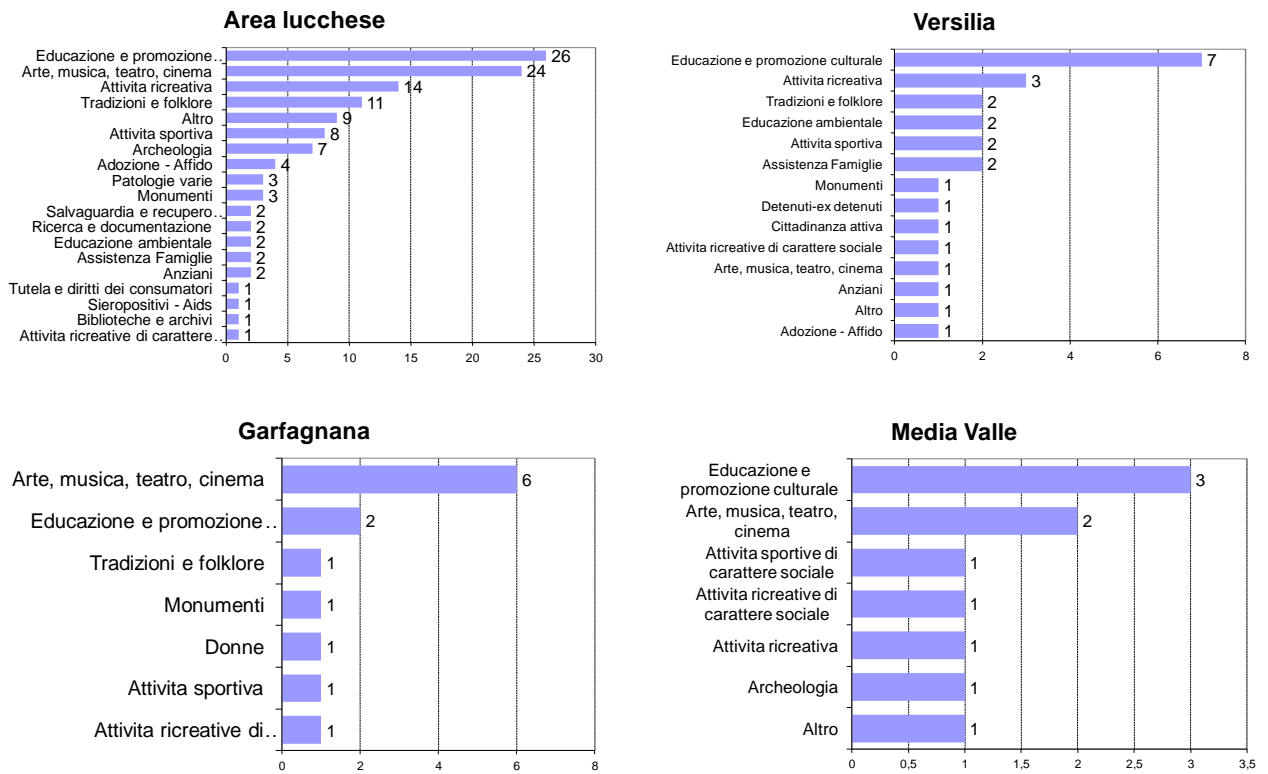 Area lucchese
Educazione e promozione.. 26
Arte, musica, teatro, cinema 24
Attivita ricreativa 14
Tradizioni e folklore 11
Altro 9
Attivita sportiva 8
Archeologia 7
Adozione - Affido 4
Patologie varie 3
Monumenti 3
Salvaguardia e recupero.. 2
Ricerca e documentazione 2
Educazione ambientale 2
Assistenza Famiglie 2
Anziani 2
Tutela e diritti dei consumatori 1
Sieropositivi - Aids 1
Biblioteche e archivi 1
Attivita ricreative di carattere.. 1
0 5 10 15 20 25 30
Versilia
Educazione e promozione culturale 7
Attivita ricreativa 3
Tradizioni e folklore 2
Educazione ambientale 2
Attivita sportiva 2
Assistenza Famiglie 2
Monumenti 1
Detenuti-ex detenuti 1
Cittadinanza attiva 1
Attivita ricreative di carattere sociale 1
Arte, musica, teatro, cinema 1
Anziani 1
Altro 1
Adozione - Affido 1
0 2 4 6 8
Garfagnana
Arte, musica, teatro, cinema 6
Educazione e promozione.. 2
Tradizioni e folklore 1
Monumenti 1
Donne 1
Attivita sportiva 1
Attivita ricreative di.. 1
0 2 4 6 8
Media Valle
Educazione e
promozione culturale 3
Arte, musica, teatro,
cinema 2
Attivita sportive di
carattere sociale 1
Attivita ricreative di
carattere sociale 1
Attivita ricreativa 1
Archeologia 1
Altro 1
0 0,5 1 1,5 2 2,5 3 3,5